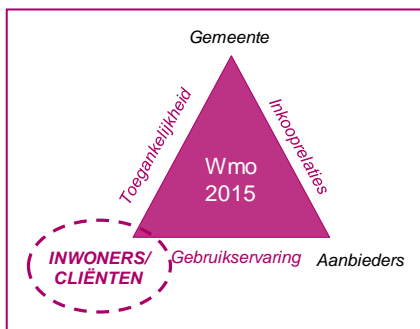 Gemeente
Toegankelijkheid
Inkooprelaties
Wmo
2015
INWONERS/
CLIËNTEN
Gebruikservaring
Aanbieders